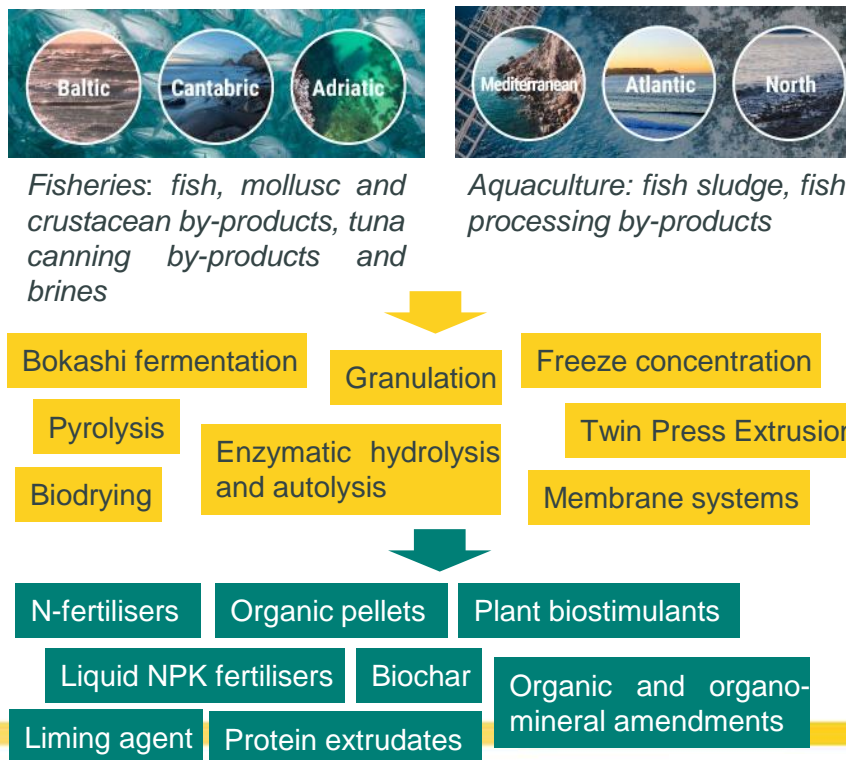 Baltic
Cantabric
Adriatic
Mediterranean
Atlantic
North
Fisheries: fish, mollusc and
crustacean by-products, tuna
canning by-products and
brines
Aquaculture: fish sludge, fish
processing by-products
Bokashi fermentation
Granulation
Freeze concentration
Pyrolysis
Enzymatic hydrolysis
and autolysis
Twin Press Extrusion
Biodrying
Membrane systems
N-fertilisers
Organic pellets
Plant biostimulants
Liquid NPK fertilisers
Biochar
Organic and organo-
mineral amendments
Liming agent
Protein extrudates